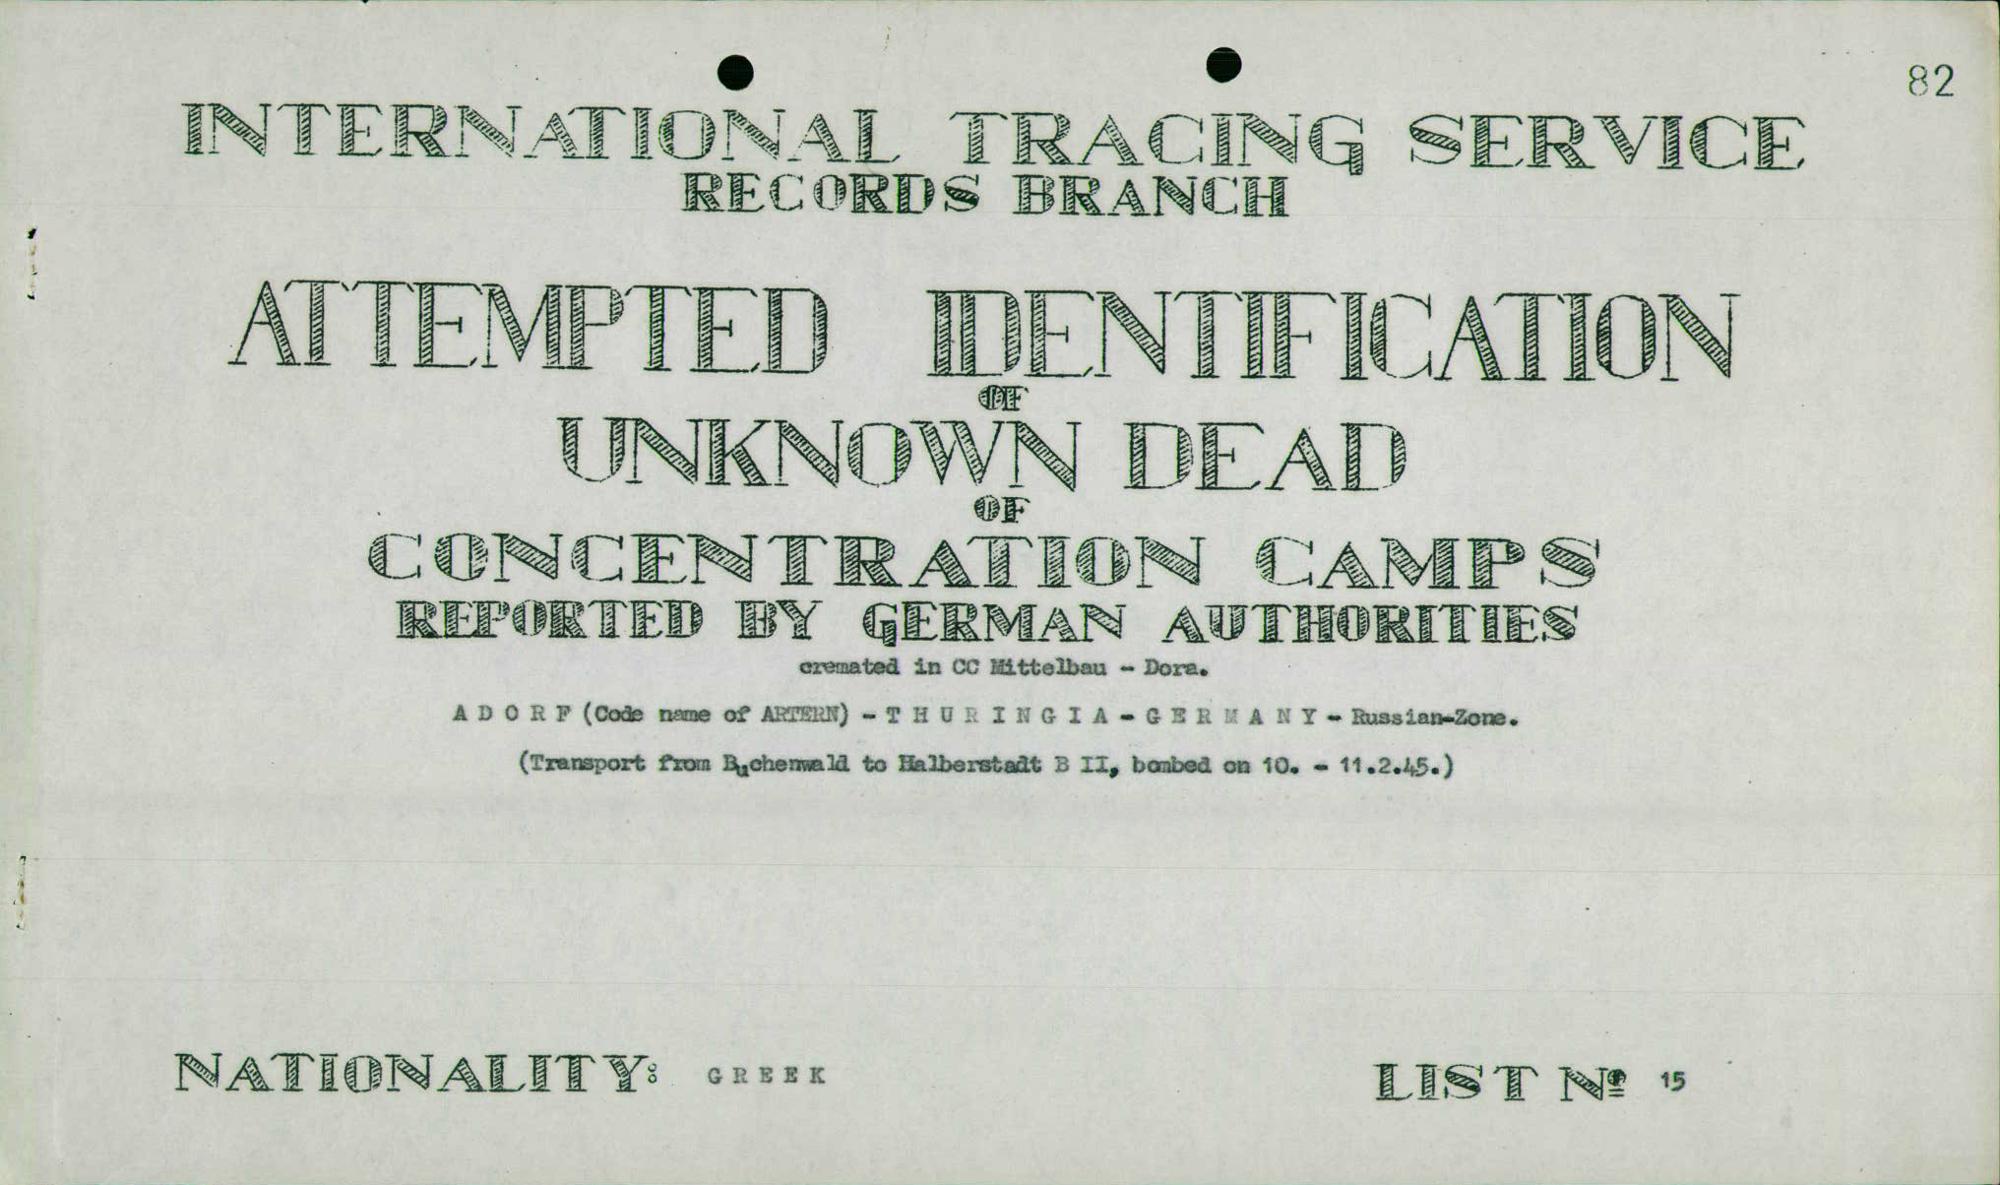 82
INTERNATIONAL TRACING SERVICE
RECORDS BRANCH
ATTEMPTED IDENTIFICATION
OF
UNKNOWN DEAD
OF
CONCENTRATION CAMPS
REPORTED BY GERMAN AUTHORITIES
cremated in CC Mittelbau - Dora.
A D O R F (Code name of ARTERN) - T H U R I N G I A - G E R M A N Y - Russian-Zone.
(Transport from Buchenwald to Halberstadt B II, bombed on 10. - 11.2.45.)
NATIONALITY: G R E E K
LIST Nº 15